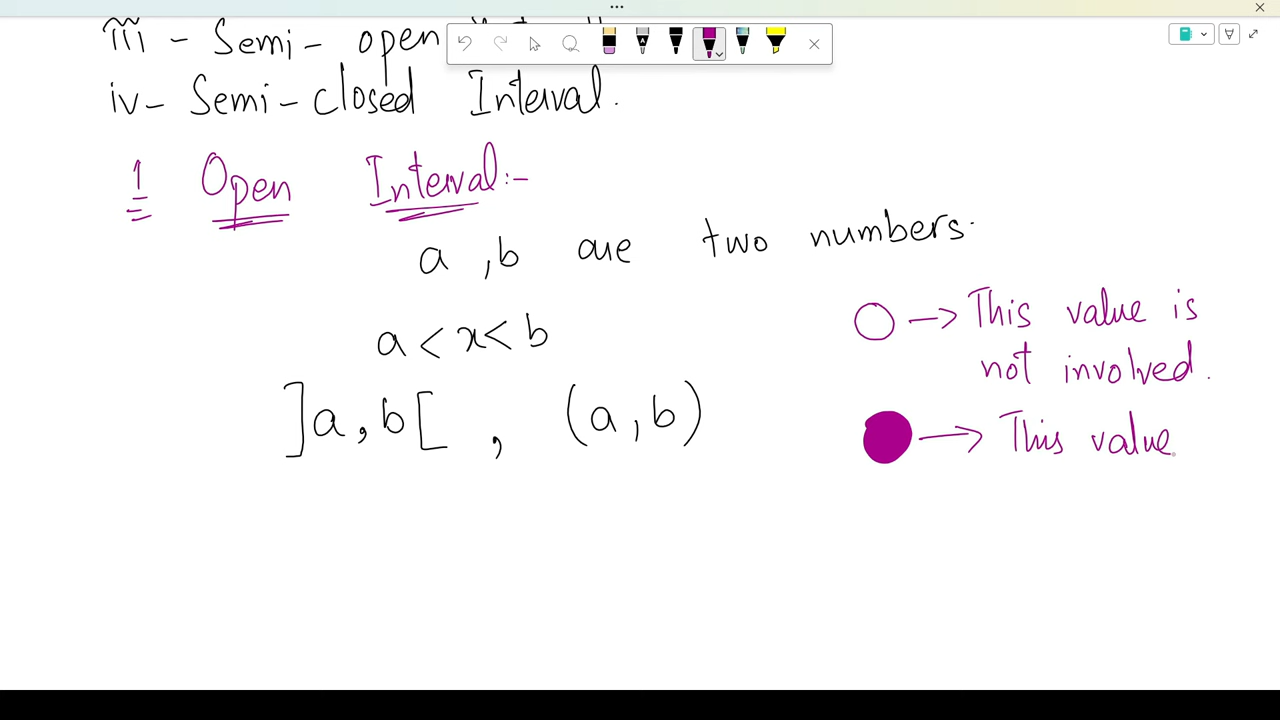 iii - Semi - open
iv - Semi - closed Interval.
1 Open Interval :-
a , b are two numbers.
a < x < b
]a , b[ , (a , b)
○ → This value is
not involved.
● → This value